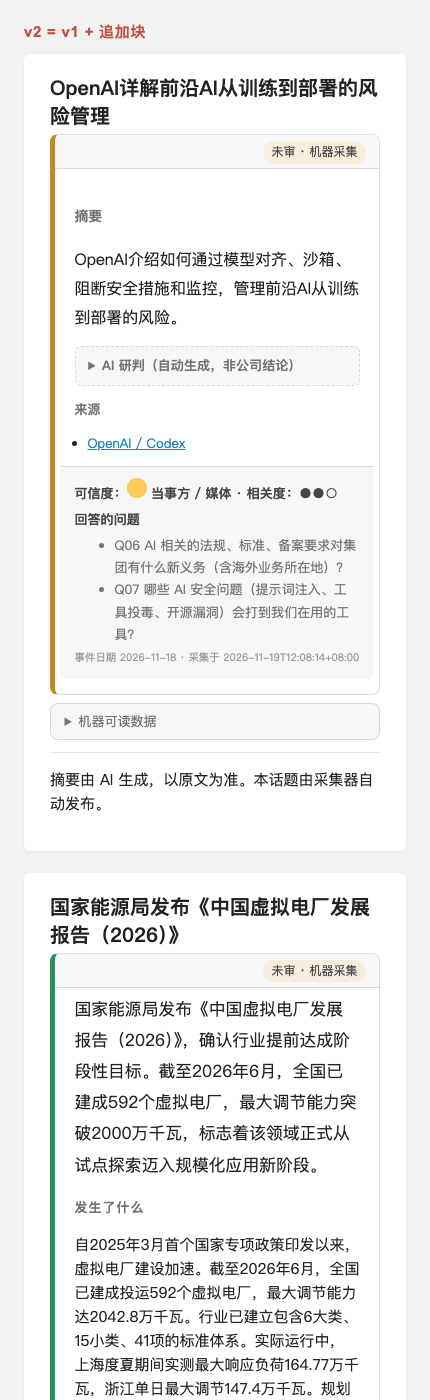 v2 = v1 + 追加块
OpenAI详解前沿AI从训练到部署的风
险管理
未审 · 机器采集
摘要
OpenAI介绍如何通过模型对齐、沙箱、
阻断安全措施和监控，管理前沿AI从训练
到部署的风险。
▶ AI 研判（自动生成，非公司结论）
来源
• OpenAI / Codex
可信度： 当事方 / 媒体 · 相关度：●●○
回答的问题
• Q06 AI 相关的法规、标准、备案要求对集
团有什么新义务（含海外业务所在地）?
• Q07 哪些 AI 安全问题（提示词注入、工
具投毒、开源漏洞）会打到我们在用的工
具?
事件日期 2026-11-18 · 采集于 2026-11-19T12:08:14+08:00
▶ 机器可读数据
摘要由 AI 生成，以原文为准。本话题由采集器自
动发布。
国家能源局发布《中国虚拟电厂发展
报告（2026）》
未审 · 机器采集
国家能源局发布《中国虚拟电厂发展
报告（2026）》，确认行业提前达成阶
段性目标。截至2026年6月，全国已
建成592个虚拟电厂，最大调节能力突
破2000万千瓦，标志着该领域正式从
试点探索迈入规模化应用新阶段。
发生了什么
自2025年3月首个国家专项政策印发以来，
虚拟电厂建设加速。截至2026年6月，全国
已建成投运592个虚拟电厂，最大调节能力
达2042.8万千瓦。行业已建立包含6大类、
15小类、41项的标准体系。实际运行中，
上海度夏期间实测最大响应负荷164.77万千
瓦，浙江单日最大调节147.4万千瓦。规划